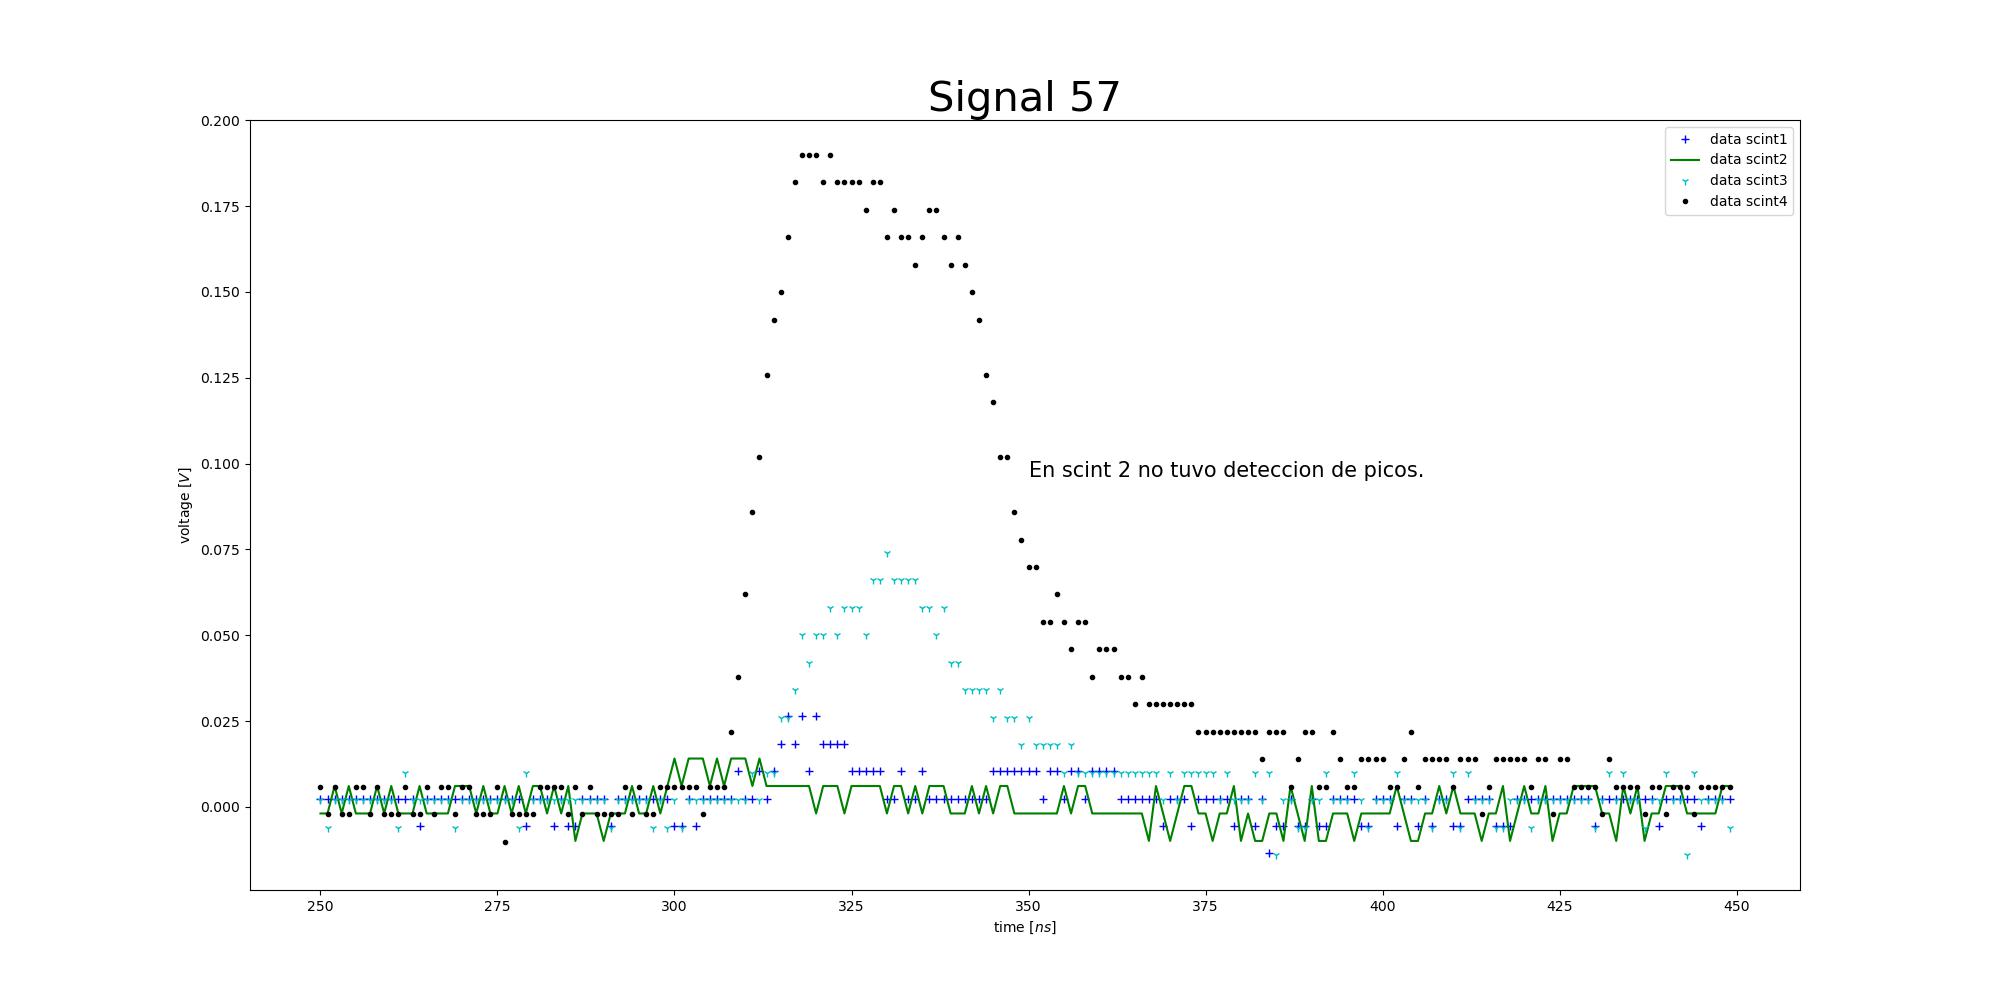 Signal 57
0.200
0.175
0.150
0.125
0.100
0.075
0.050
0.025
0.000
voltage [V]
data scint1
data scint2
data scint3
data scint4
En scint 2 no tuvo deteccion de picos.
250 275 300 325 350 375 400 425 450
time [ns]